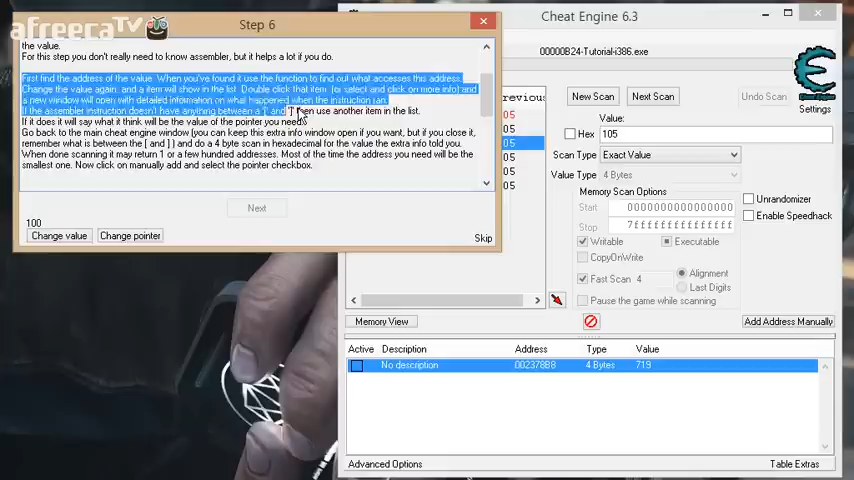 afreecaTV
Step 6
the value.
For this step you don't really need to know assembler, but it helps a lot if you do.
First find the address of the value. When you've found it use the function to find out what accesses this address.
Change the value again, and a item will show in the list. Double click that item. (or select and click on more info) and
a new window will open with detailed information on what happened when the instruction ran.
If the assembler instruction doesn't have anything between a '[' and ']' then use another item in the list.
If it does it will say what it think will be the value of the pointer you need.
Go back to the main cheat engine window (you can keep this extra info window open if you want, but if you close it,
remember what is between the [ and ] ) and do a 4 byte scan in hexadecimal for the value the extra info told you.
When done scanning it may return 1 or a few hundred addresses. Most of the time the address you need will be the
smallest one. Now click on manually add and select the pointer checkbox.
Next
100
Change value
Change pointer
Skip
Cheat Engine 6.3
00000B24-Tutorial-i386.exe
revious
05
05
05
05
05
05
New Scan
Next Scan
Undo Scan
Settings
Value:
Hex
105
Scan Type
Exact Value
Value Type
4 Bytes
Memory Scan Options
Start
0000000000000000
Stop
7fffffffffffffff
Writable
Executable
CopyOnWrite
Fast Scan
4
Alignment
Last Digits
Pause the game while scanning
Unrandomizer
Enable Speedhack
Memory View
Add Address Manually
Active
Description
Address
Type
Value
No description
002378B8
4 Bytes
719
Advanced Options
Table Extras